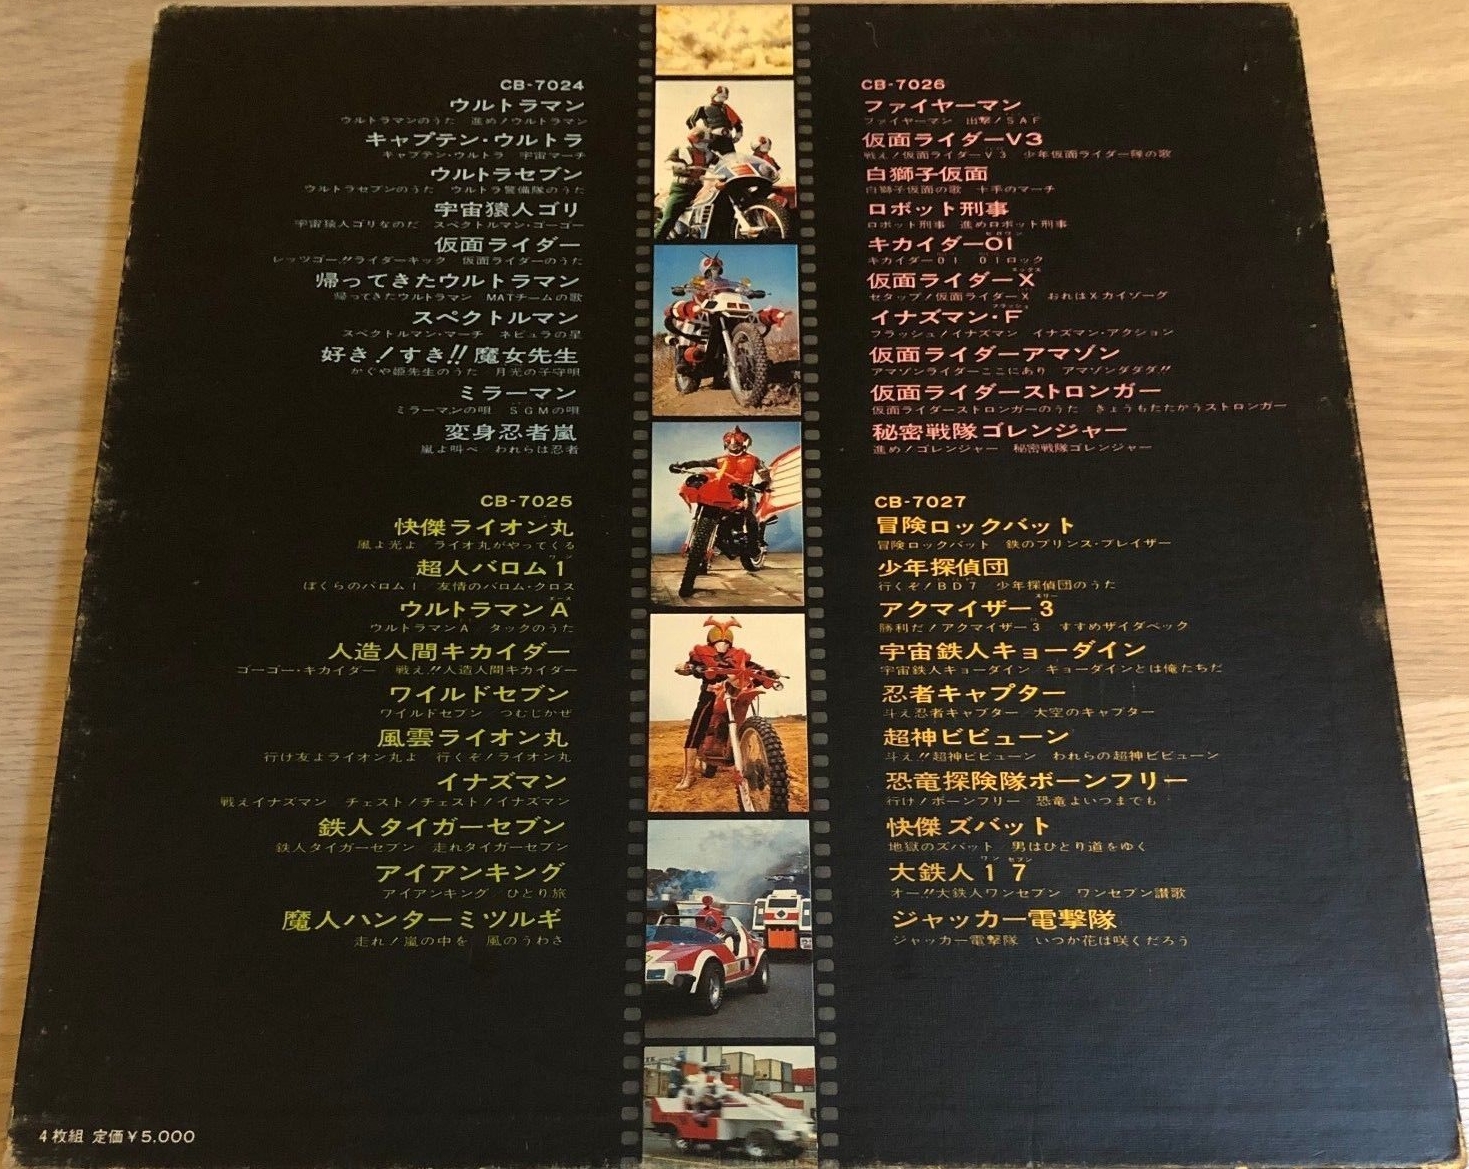 CB-7024
ウルトラマン
ウルトラマンのうた　進め！ウルトラマン
キャプテン・ウルトラ
キャプテン・ウルトラ　宇宙マーチ
ウルトラセブン
ウルトラセブンのうた　ウルトラ警備隊のうた
宇宙猿人ゴリ
宇宙猿人ゴリなのだ　スペクトルマン・ゴーゴー
仮面ライダー
レッツゴー!!ライダーキック　仮面ライダーのうた
帰ってきたウルトラマン
帰ってきたウルトラマン　MATチームの歌
スペクトルマン
スペクトルマン・マーチ　ネビュラの星
好き！すき!!魔女先生
かぐや姫先生のうた　月光の子守唄
ミラーマン
ミラーマンの唄　SGMの唄
変身忍者嵐
嵐よ叫べ　われらは忍者
CB-7025
快傑ライオン丸
風よ光よ　ライオン丸がやってくる
超人バロム1
ぼくらのバロム1　友情のバロム・クロス
ウルトラマンA
ウルトラマンA　タックのうた
人造人間キカイダー
ゴーゴー・キカイダー　戦え!!人造人間キカイダー
ワイルドセブン
ワイルドセブン　つむじかぜ
風雲ライオン丸
行け友よライオン丸よ　行くぞ！ライオン丸
イナズマン
戦えイナズマン　チェスト！チェスト！イナズマン
鉄人タイガーセブン
鉄人タイガーセブン　走れタイガーセブン
アイアンキング
アイアンキング　ひとり旅
魔人ハンターミツルギ
走れ！嵐の中を　風のうわさ
4枚組 定価￥5,000
CB-7026
ファイヤーマン
ファイヤーマン　出撃！SAF
仮面ライダーV3
戦え！仮面ライダーV3　少年仮面ライダー隊の歌
白獅子仮面
白獅子仮面の歌　十手のマーチ
ロボット刑事
ロボット刑事　進めロボット刑事
キカイダー01
キカイダー01　01ロック
仮面ライダーX
セタップ！仮面ライダーX　おれはXカイゾーグ
イナズマン・F
フラッシュ！イナズマン　イナズマン・アクション
仮面ライダーアマゾン
アマゾンライダーここにあり　アマゾンダダダ!!
仮面ライダーストロンガー
仮面ライダーストロンガーのうた　きょうもたたかうストロンガー
秘密戦隊ゴレンジャー
進め！ゴレンジャー　秘密戦隊ゴレンジャー
CB-7027
冒険ロックバット
冒険ロックバット　鉄のプリンス・ブレイザー
少年探偵団
行くぞ！BD7　少年探偵団のうた
アクマイザー3
勝利だ！アクマイザー3　すすめザイダベック
宇宙鉄人キョーダイン
宇宙鉄人キョーダイン　キョーダインとは俺たちだ
忍者キャプター
斗え忍者キャプター　大空のキャプター
超神ビビューン
斗え!!超神ビビューン　われらの超神ビビューン
恐竜探険隊ボーンフリー
行け！ボーンフリー　恐竜よいつまでも
快傑ズバット
地獄のズバット　男はひとり道をゆく
大鉄人17
オー!!大鉄人ワンセブン　ワンセブン讃歌
ジャッカー電撃隊
ジャッカー電撃隊　いつか花は咲くだろう